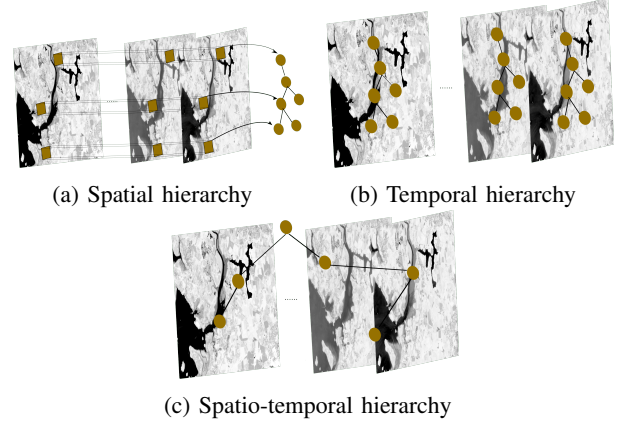 (a) Spatial hierarchy
(b) Temporal hierarchy
(c) Spatio-temporal hierarchy